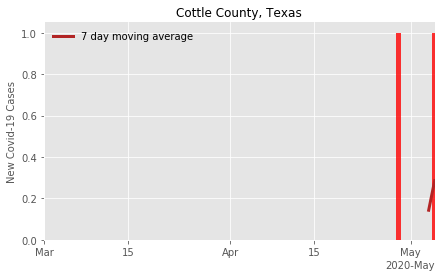 Cottle County, Texas
7 day moving average
New Covid-19 Cases
1.0
0.8
0.6
0.4
0.2
0.0
Mar
15
Apr
15
May
2020-May